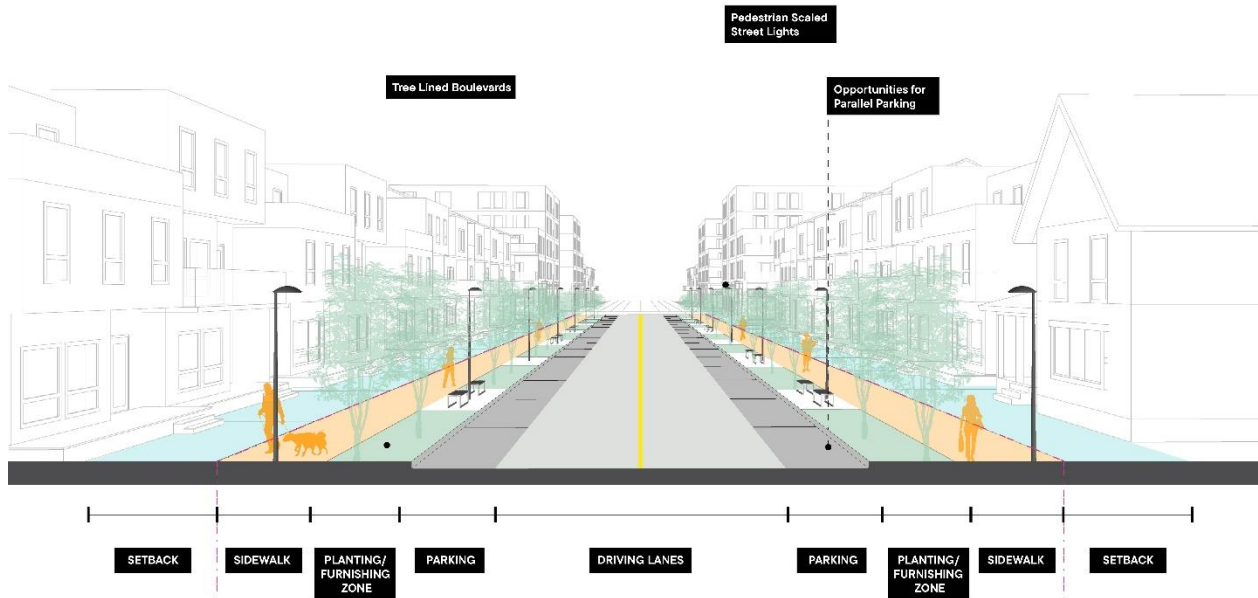 Pedestrian Scaled
Street Lights
Tree Lined Boulevards
Opportunities for
Parallel Parking
SETBACK
SIDEWALK
PLANTING/
FURNISHING
ZONE
PARKING
DRIVING LANES
PARKING
PLANTING/
FURNISHING
ZONE
SIDEWALK
SETBACK